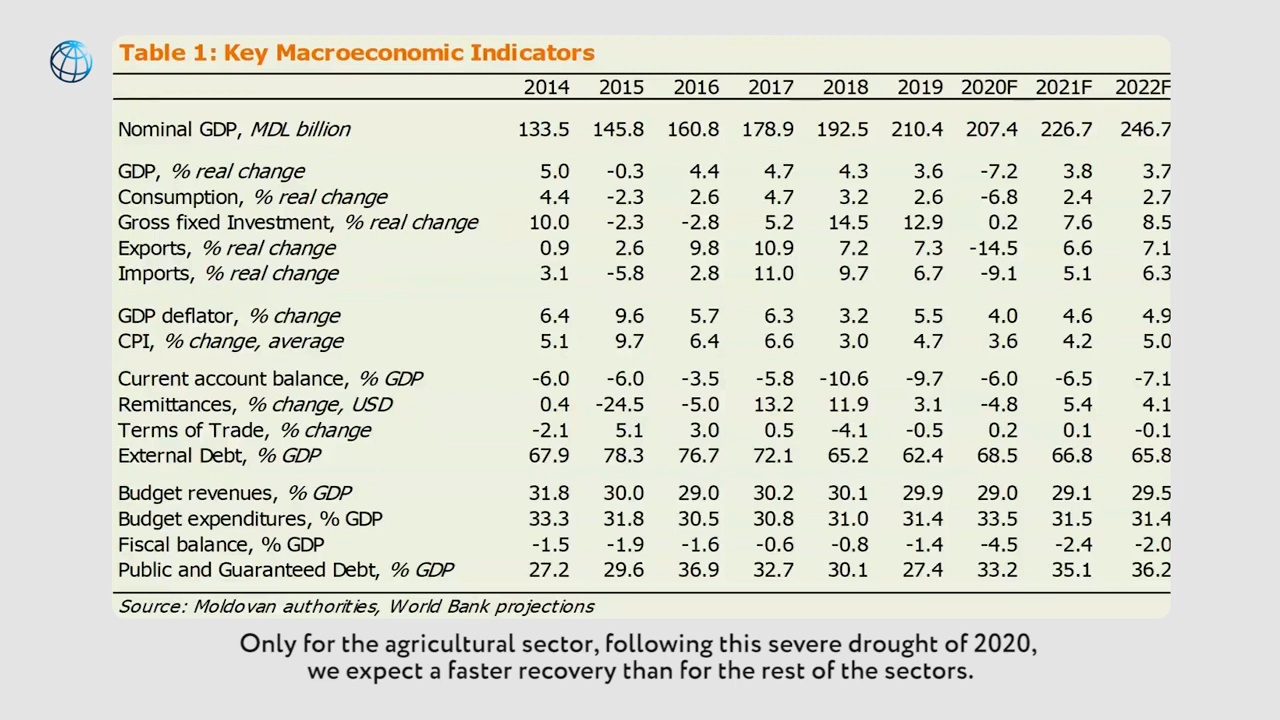 Table 1: Key Macroeconomic Indicators
2014 2015 2016 2017 2018 2019 2020F 2021F 2022F
Nominal GDP, MDL billion 133.5 145.8 160.8 178.9 192.5 210.4 207.4 226.7 246.7
GDP, % real change 5.0 -0.3 4.4 4.7 4.3 3.6 -7.2 3.8 3.7
Consumption, % real change 4.4 -2.3 2.6 4.7 3.2 2.6 -6.8 2.4 2.7
Gross fixed Investment, % real change 10.0 -2.3 -2.8 5.2 14.5 12.9 0.2 7.6 8.5
Exports, % real change 0.9 2.6 9.8 10.9 7.2 7.3 -14.5 6.6 7.1
Imports, % real change 3.1 -5.8 2.8 11.0 9.7 6.7 -9.1 5.1 6.3
GDP deflator, % change 6.4 9.6 5.7 6.3 3.2 5.5 4.0 4.6 4.9
CPI, % change, average 5.1 9.7 6.4 6.6 3.0 4.7 3.6 4.2 5.0
Current account balance, % GDP -6.0 -6.0 -3.5 -5.8 -10.6 -9.7 -6.0 -6.5 -7.1
Remittances, % change, USD 0.4 -24.5 -5.0 13.2 11.9 3.1 -4.8 5.4 4.1
Terms of Trade, % change -2.1 5.1 3.0 0.5 -4.1 -0.5 0.2 0.1 -0.1
External Debt, % GDP 67.9 78.3 76.7 72.1 65.2 62.4 68.5 66.8 65.8
Budget revenues, % GDP 31.8 30.0 29.0 30.2 30.1 29.9 29.0 29.1 29.5
Budget expenditures, % GDP 33.3 31.8 30.5 30.8 31.0 31.4 33.5 31.5 31.4
Fiscal balance, % GDP -1.5 -1.9 -1.6 -0.6 -0.8 -1.4 -4.5 -2.4 -2.0
Public and Guaranteed Debt, % GDP 27.2 29.6 36.9 32.7 30.1 27.4 33.2 35.1 36.2
Source: Moldovan authorities, World Bank projections
Only for the agricultural sector, following this severe drought of 2020,
we expect a faster recovery than for the rest of the sectors.